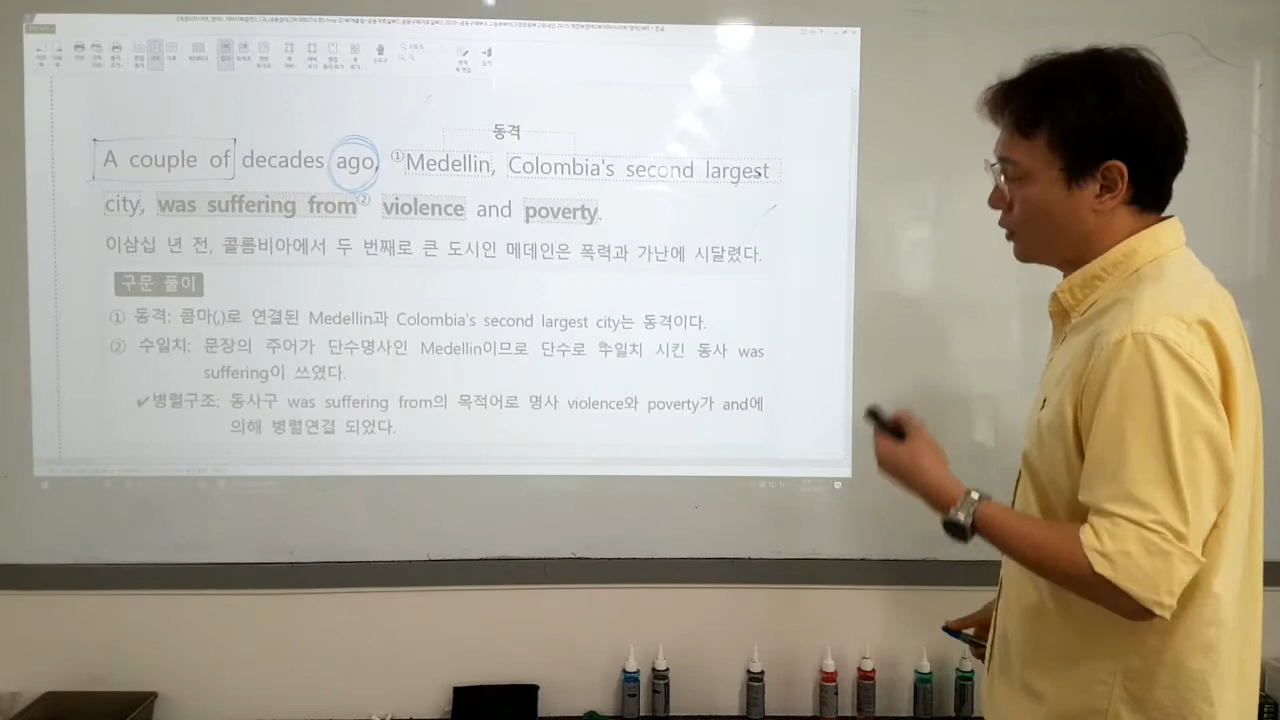 동격
A couple of decades ago, ①Medellin, Colombia's second largest
city, was suffering from② violence and poverty.
이삼십 년 전, 콜롬비아에서 두 번째로 큰 도시인 메데인은 폭력과 가난에 시달렸다.
구문 풀이
① 동격: 콤마(,)로 연결된 Medellin과 Colombia's second largest city는 동격이다.
② 수일치: 문장의 주어가 단수명사인 Medellin이므로 단수로 수일치 시킨 동사 was
suffering이 쓰였다.
✔병렬구조: 동사구 was suffering from의 목적어로 명사 violence와 poverty가 and에
의해 병렬연결 되었다.